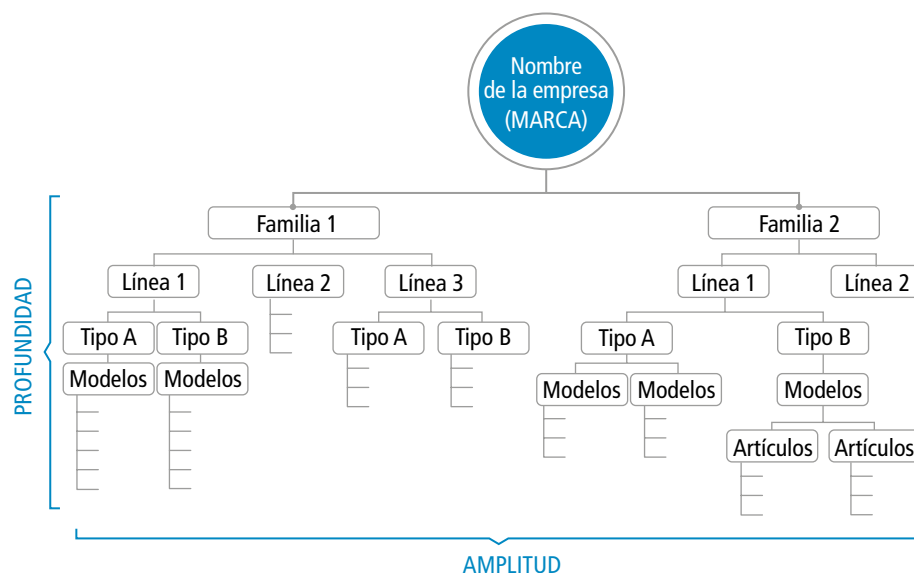 Nombre
de la empresa
(MARCA)
Familia 1
Familia 2
Línea 1
Línea 2
Línea 3
Línea 1
Línea 2
Tipo A
Tipo B
Tipo A
Tipo B
Tipo A
Tipo B
Modelos
Modelos
Modelos
Modelos
Modelos
Artículos
Artículos
PROFUNDIDAD
AMPLITUD